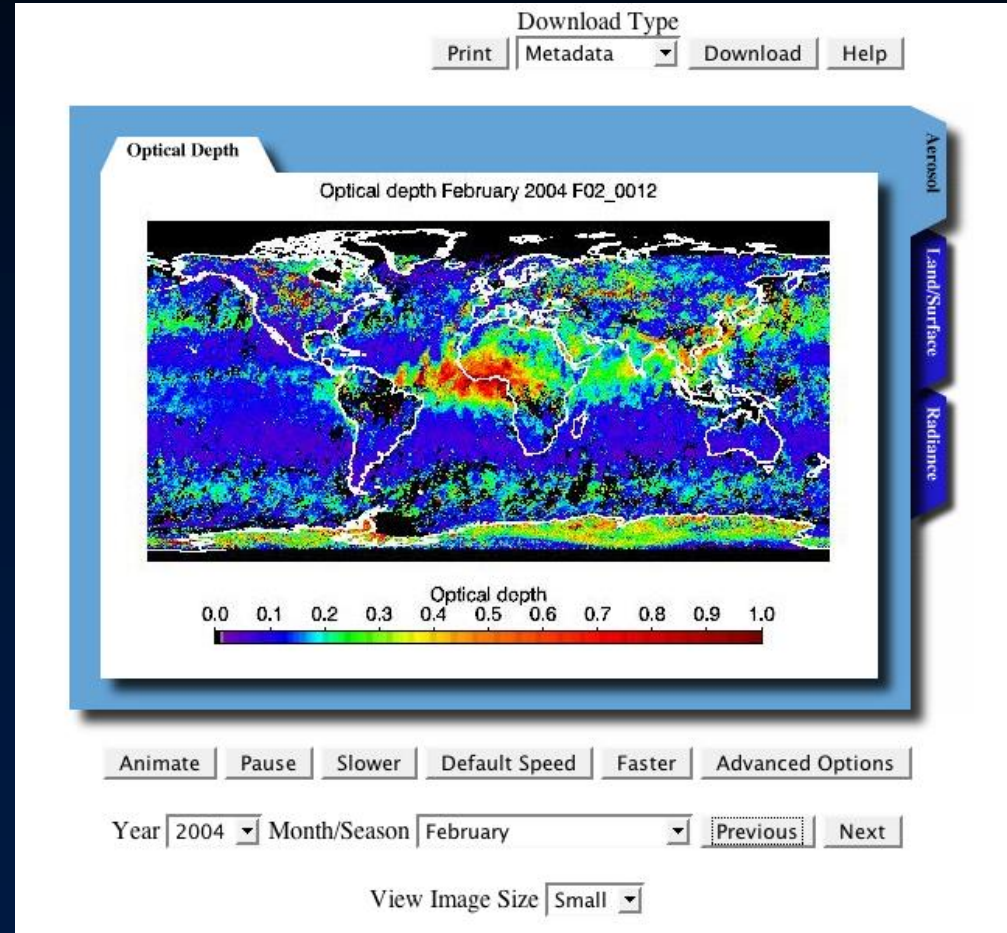 Download Type
Print Metadata Download Help
Optical Depth
Aerosol
Land/Surface
Radiance
Optical depth February 2004 F02_0012
Optical depth
0.0 0.1 0.2 0.3 0.4 0.5 0.6 0.7 0.8 0.9 1.0
Animate Pause Slower Default Speed Faster Advanced Options
Year 2004 Month/Season February Previous Next
View Image Size Small